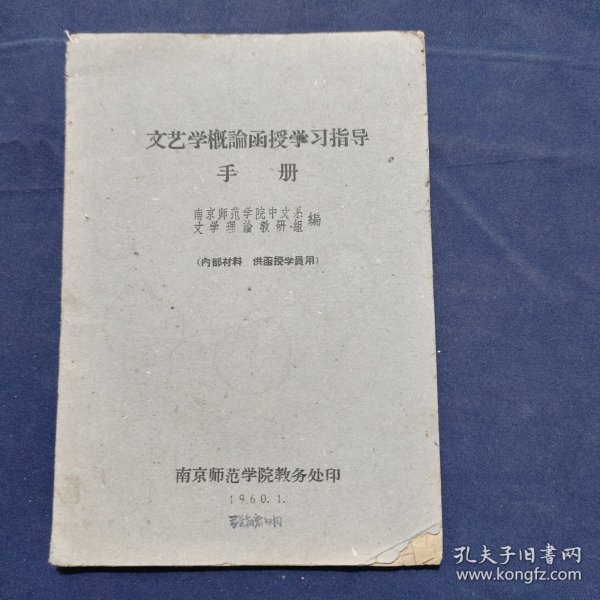 文艺学概論函授学习指导
手 册
南京师范学院中文系
文学理論教研组 編
(内部材料 供函授学員用)
南京师范学院教务处印
1960.1.
孔夫子旧書网
www.kongfz.com